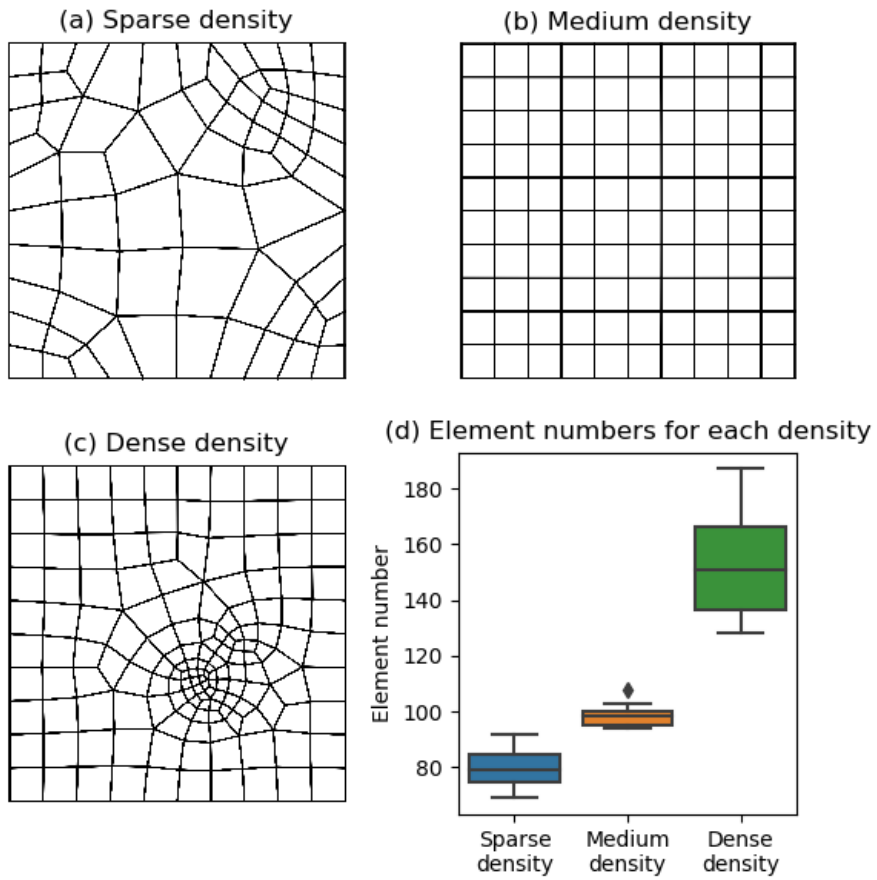 (a) Sparse density
(b) Medium density
(c) Dense density
(d) Element numbers for each density
Element number
180
160
140
120
100
80
Sparse
density
Medium
density
Dense
density